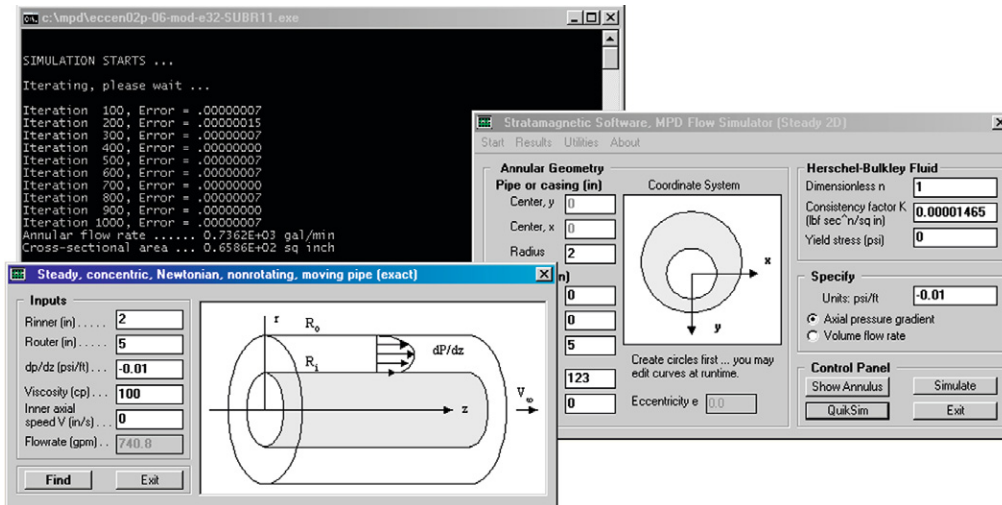 c:\mpd\eccen02p-06-mod-e32-SUBR11.exe
SIMULATION STARTS ...
Iterating, please wait ...
Iteration  100, Error = .00000007
Iteration  200, Error = .00000015
Iteration  300, Error = .00000007
Iteration  400, Error = .00000000
Iteration  500, Error = .00000007
Iteration  600, Error = .00000007
Iteration  700, Error = .00000000
Iteration  800, Error = .00000007
Iteration  900, Error = .00000000
Iteration 1000, Error = .00000007
Annular flow rate ...... 0.7362E+03 gal/min
Cross-sectional area ... 0.6586E+02 sq inch
Stratamagnetic Software, MPD Flow Simulator (Steady 2D)
Start Results Utilities About
Annular Geometry
Pipe or casing (in)
Center, y 0
Center, x 0
Radius 2
n)
0
0
5
123
0
Coordinate System
x
y
Create circles first ... you may
edit curves at runtime.
Eccentricity e 0.0
Herschel-Bulkley Fluid
Dimensionless n 1
Consistency factor K
(lbf sec^n/sq in) 0.00001465
Yield stress (psi) 0
Specify
Units: psi/ft -0.01
Axial pressure gradient
Volume flow rate
Control Panel
Show Annulus Simulate
QuikSim Exit
Steady, concentric, Newtonian, nonrotating, moving pipe (exact)
Inputs
Rinner (in) ..... 2
Router (in) ..... 5
dp/dz (psi/ft) .. -0.01
Viscosity (cp) ... 100
Inner axial
speed V (in/s) ... 0
Flowrate (gpm) .. 740.8
Find Exit
r
Ro
Ri
dP/dz
z
V∞